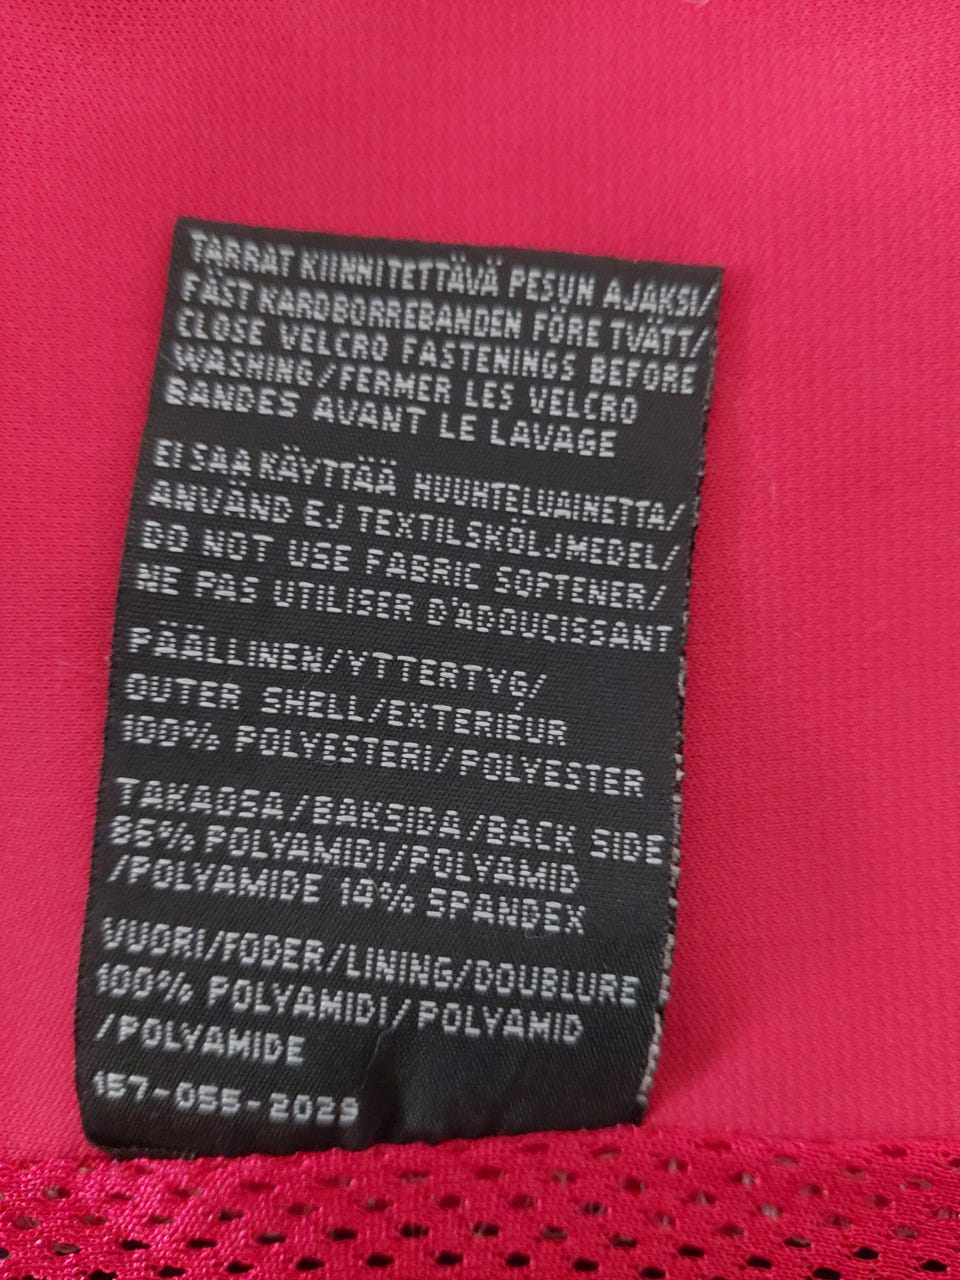 TARRAT KIINNITETTÄVÄ PESUN AJAKSI/
FÄST KARDBORREBANDEN FÖRE TVÄTT/
CLOSE VELCRO FASTENINGS BEFORE
WASHING/FERMER LES VELCRO
BANDES AVANT LE LAVAGE
EI SAA KÄYTTÄÄ HUUHTELUAINETTA/
ANVÄND EJ TEXTILSKÖLJMEDEL/
DO NOT USE FABRIC SOFTENER/
NE PAS UTILISER D'ADOUÇISSANT
PÄÄLLINEN/YTTERTYG/
OUTER SHELL/EXTERIÉUR
100% POLYESTERI/POLYESTER
TAKAOSA/BAKSIDA/BACK SIDE
86% POLYAMIDI/POLYAMID
/POLYAMIDE 14% SPANDEX
VUORI/FODER/LINING/DOUBLURE
100% POLYAMIDI/POLYAMID
/POLYAMIDE
157-055-2029